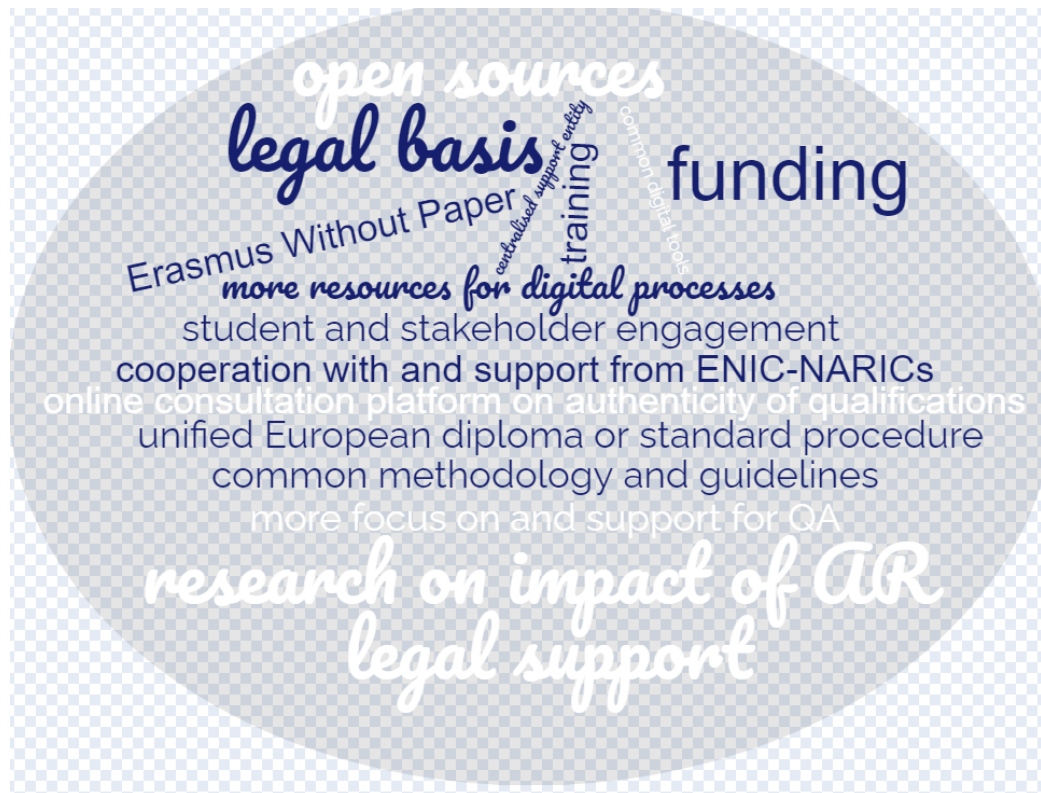 open sources
legal basis
centralised support entity
training
common digital tools
funding
Erasmus Without Paper
more resources for digital processes
student and stakeholder engagement
cooperation with and support from ENIC-NARICs
online consultation platform on authenticity of qualifications
unified European diploma or standard procedure
common methodology and guidelines
more focus on and support for QA
research on impact of AR
legal support